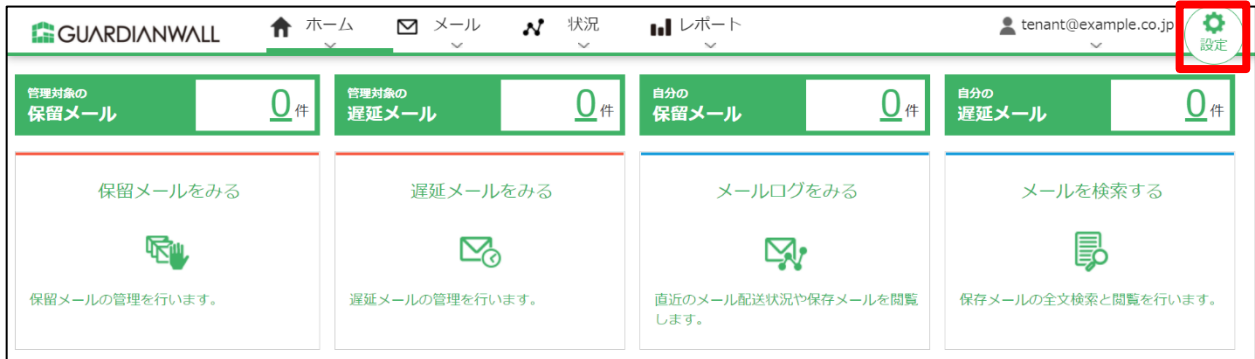 GUARDIANWALL
ホーム
メール
状況
レポート
tenant@example.co.jp
設定
管理対象の
保留メール
0件
管理対象の
遅延メール
0件
自分の
保留メール
0件
自分の
遅延メール
0件
保留メールをみる
保留メールの管理を行います。
遅延メールをみる
遅延メールの管理を行います。
メールログをみる
直近のメール配送状況や保存メールを閲覧
します。
メールを検索する
保存メールの全文検索と閲覧を行います。